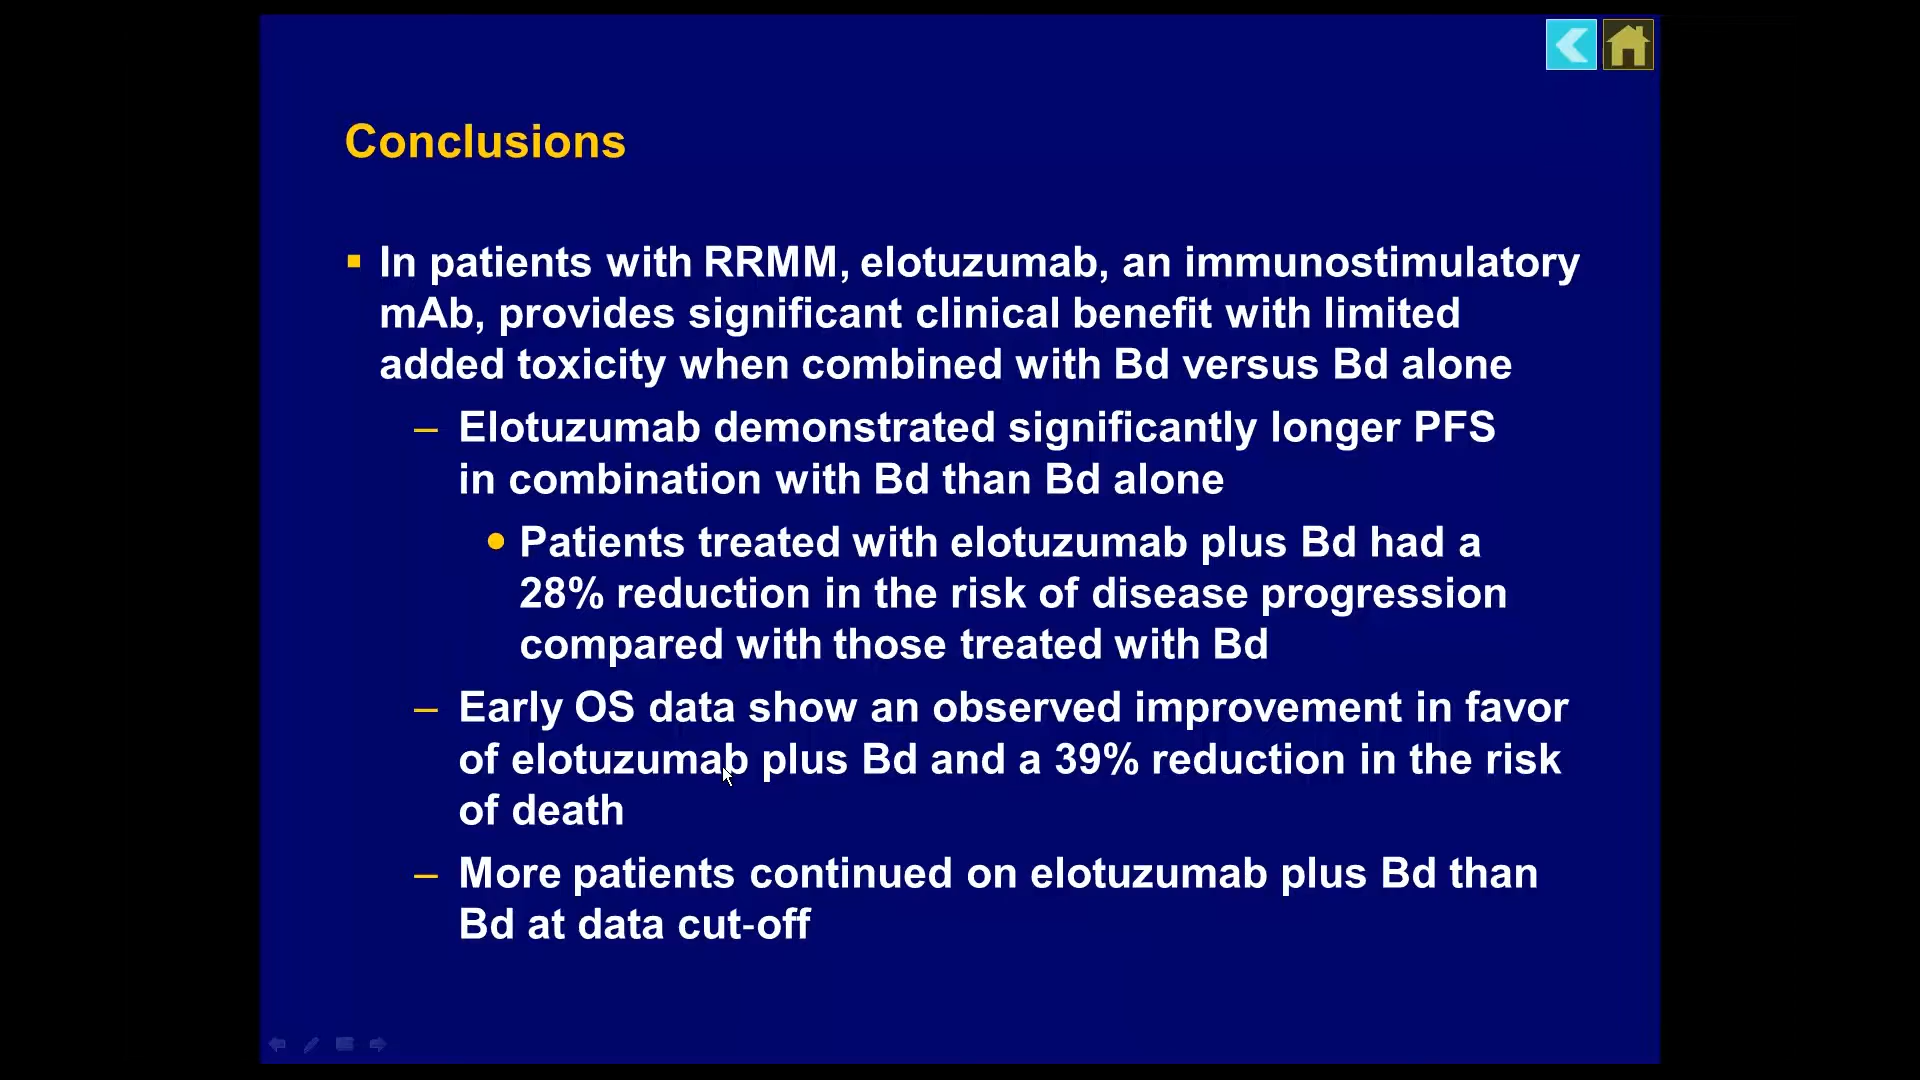 Conclusions
In patients with RRMM, elotuzumab, an immunostimulatory
mAb, provides significant clinical benefit with limited
added toxicity when combined with Bd versus Bd alone
– Elotuzumab demonstrated significantly longer PFS
in combination with Bd than Bd alone
Patients treated with elotuzumab plus Bd had a
28% reduction in the risk of disease progression
compared with those treated with Bd
– Early OS data show an observed improvement in favor
of elotuzumab plus Bd and a 39% reduction in the risk
of death
– More patients continued on elotuzumab plus Bd than
Bd at data cut-off